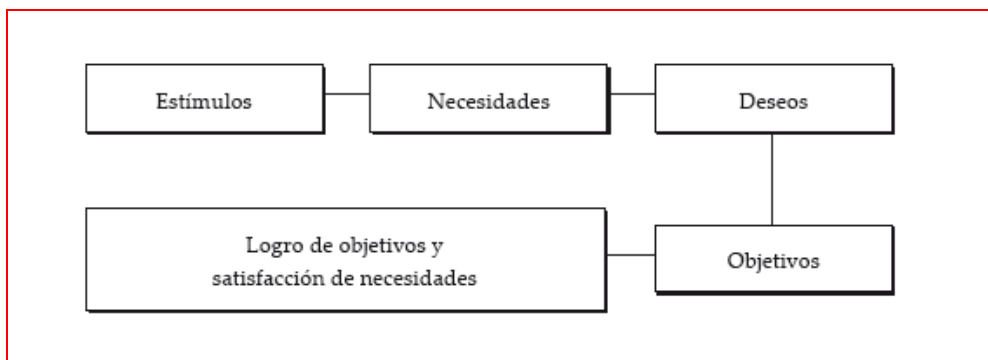 Estímulos
Necesidades
Deseos
Objetivos
Logro de objetivos y
satisfacción de necesidades